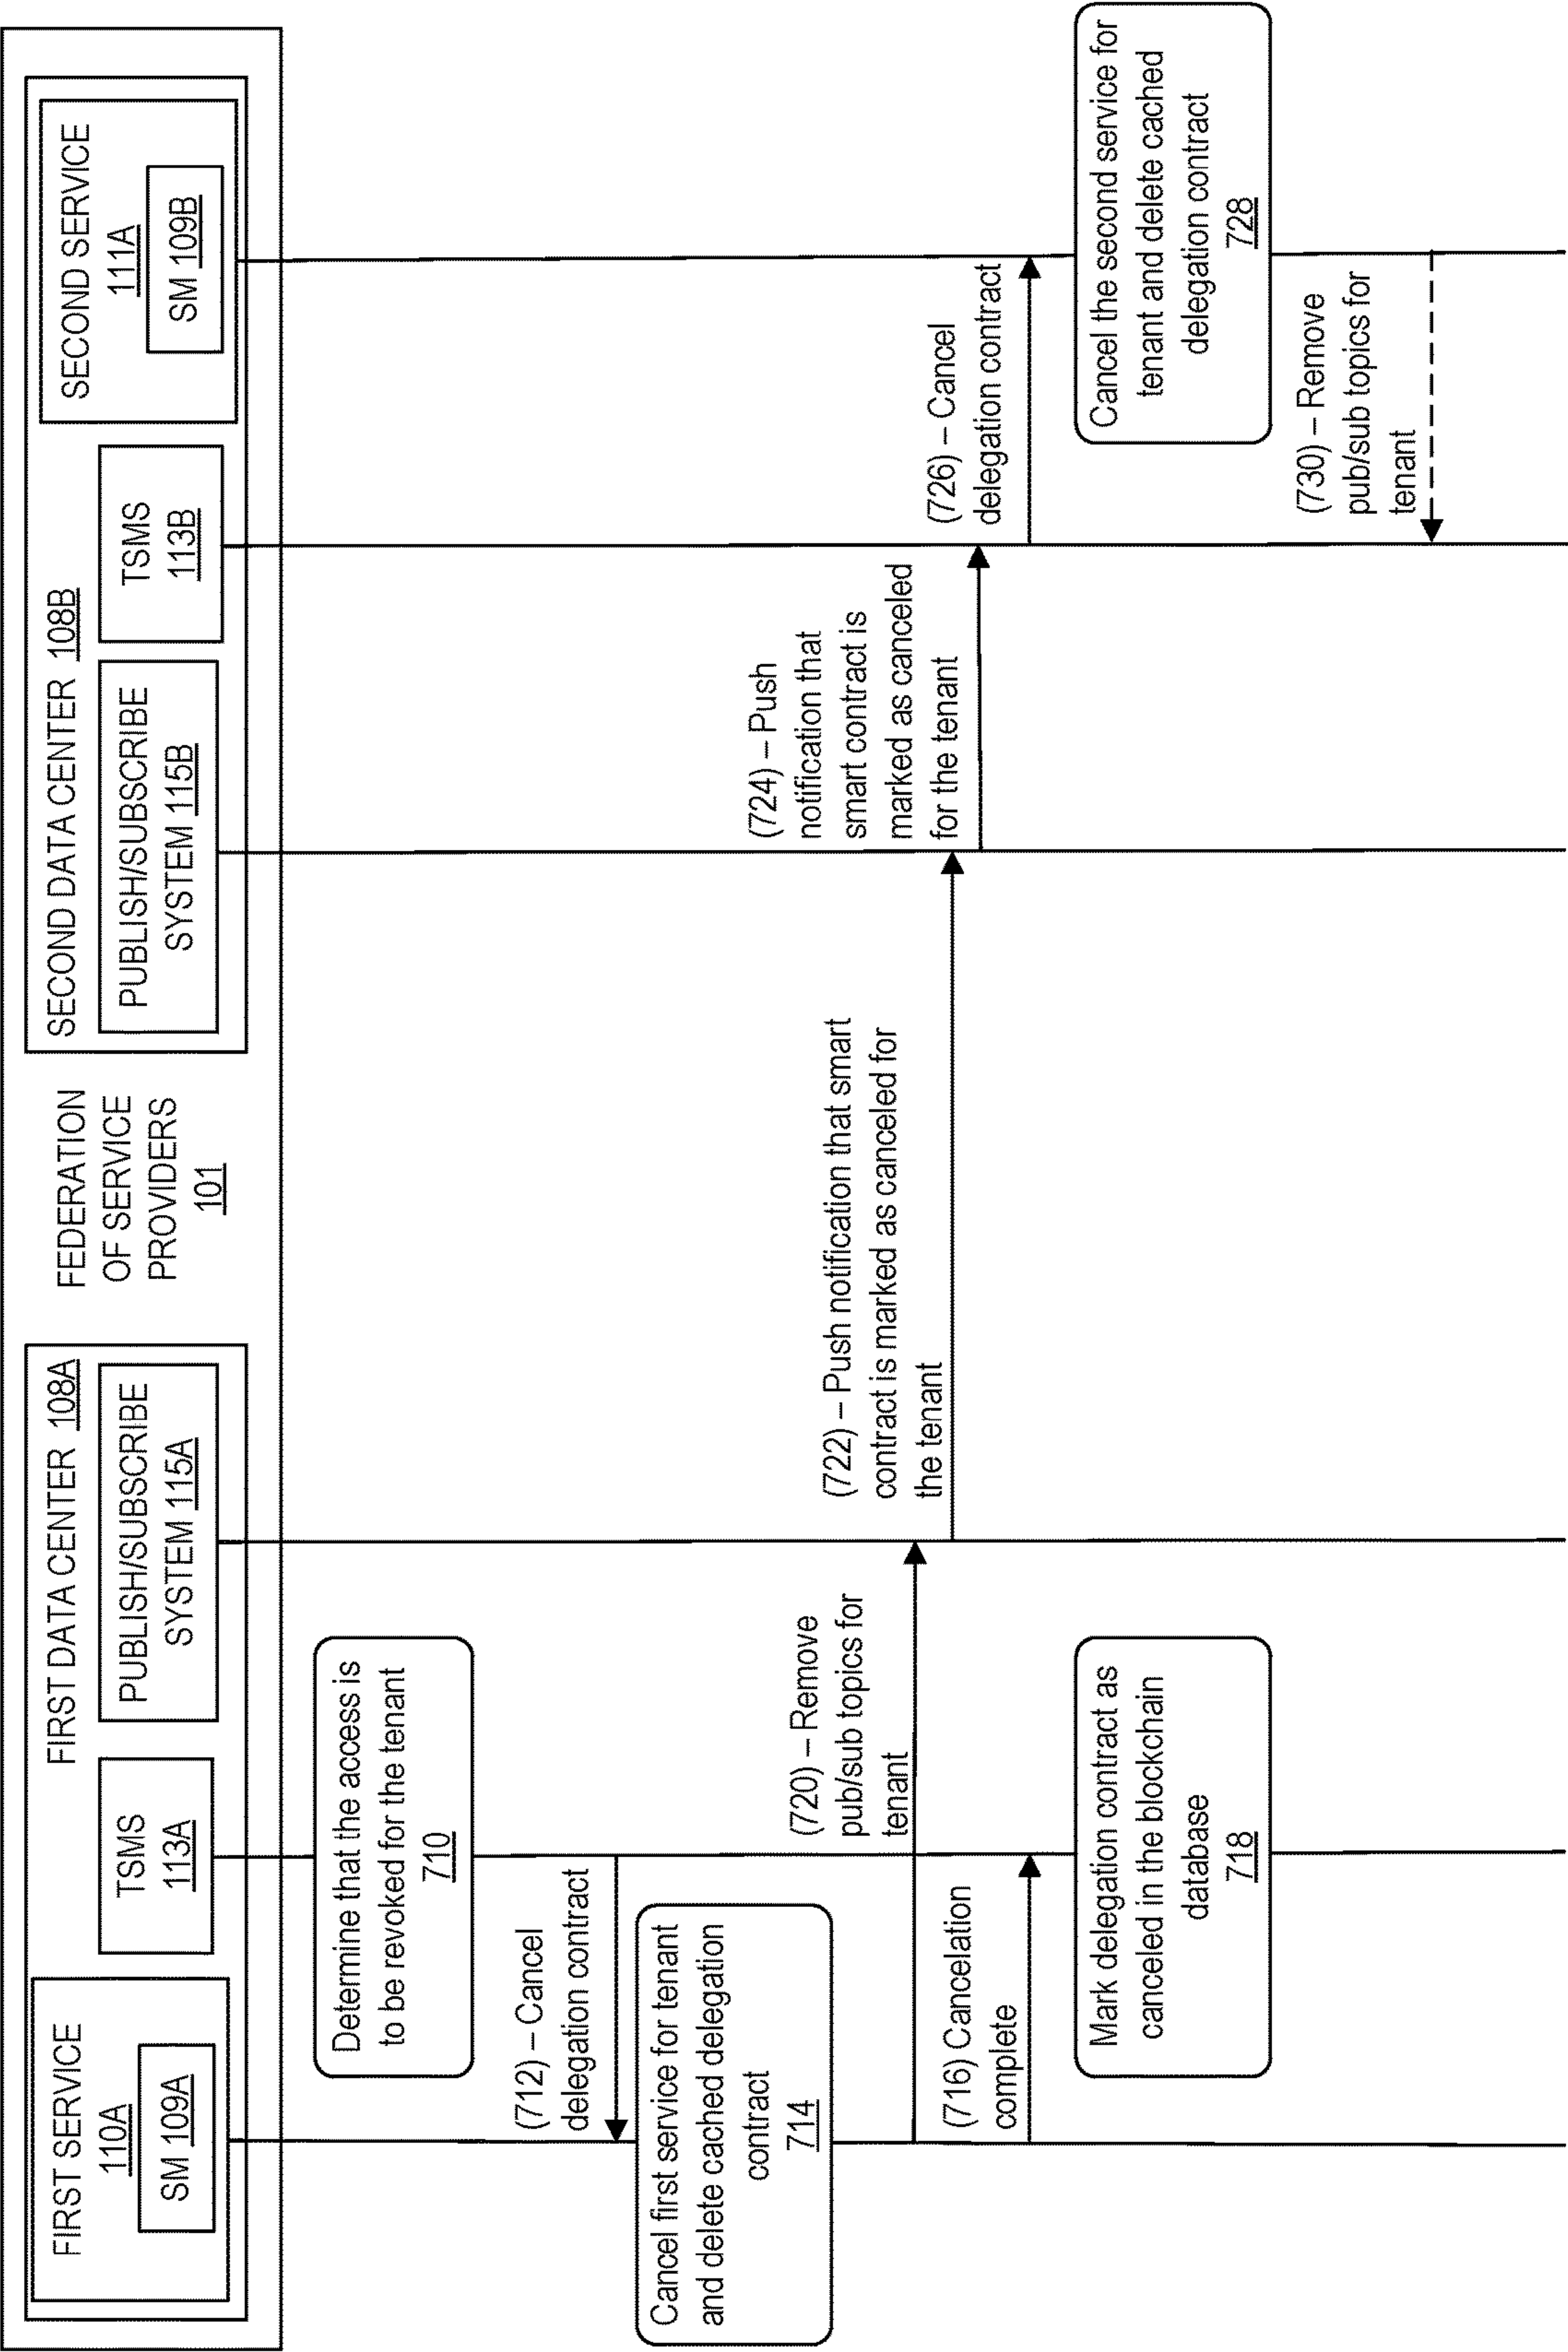 FEDERATION
OF SERVICE
PROVIDERS
101
FIRST DATA CENTER 108A
FIRST SERVICE
110A
SM 109A
TSMS
113A
PUBLISH/SUBSCRIBE
SYSTEM 115A
SECOND DATA CENTER 108B
PUBLISH/SUBSCRIBE
SYSTEM 115B
TSMS
113B
SECOND SERVICE
111A
SM 109B
Determine that the access is
to be revoked for the tenant
710
(712) – Cancel
delegation contract
Cancel first service for tenant
and delete cached delegation
contract
714
(720) – Remove
pub/sub topics for
tenant
(722) – Push notification that smart
contract is marked as canceled for
the tenant
(724) – Push
notification that
smart contract is
marked as canceled
for the tenant
(716) Cancelation
complete
(726) – Cancel
delegation contract
Mark delegation contract as
canceled in the blockchain
database
718
Cancel the second service for
tenant and delete cached
delegation contract
728
(730) – Remove
pub/sub topics for
tenant